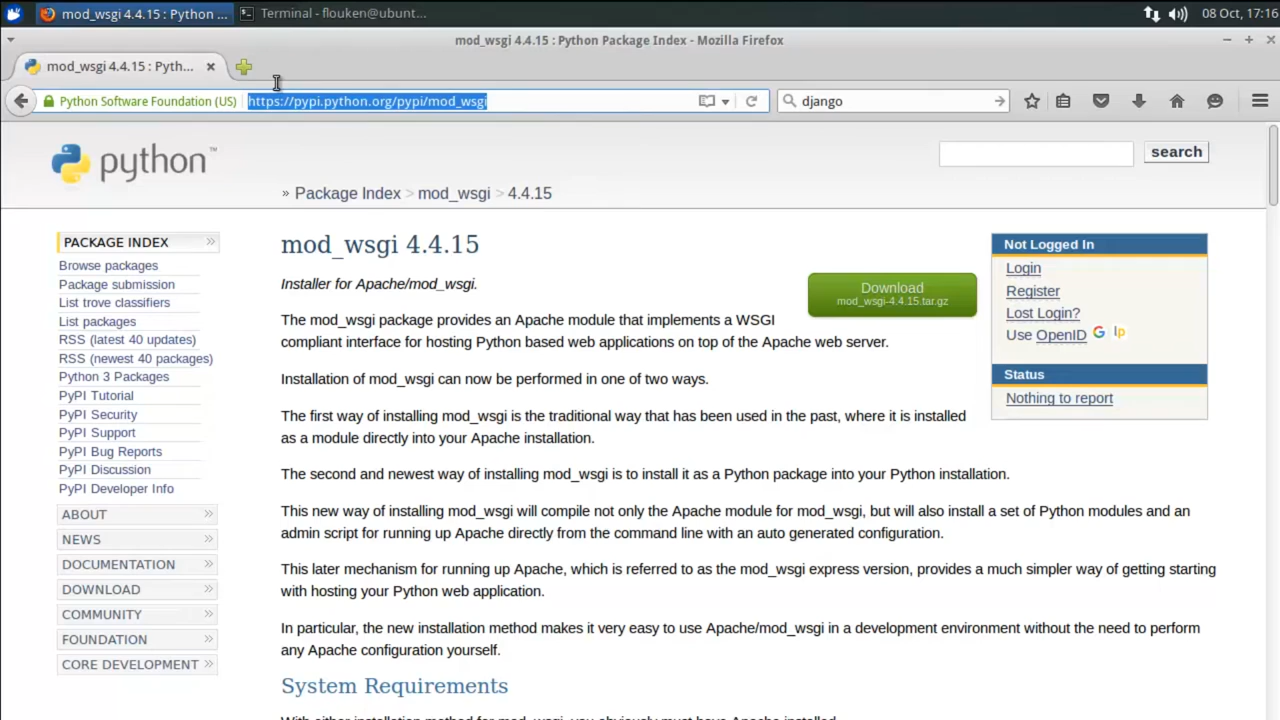 mod_wsgi 4.4.15 : Python ... Terminal - flouken@ubunt... 08 Oct, 17:16
mod_wsgi 4.4.15 : Python Package Index - Mozilla Firefox
mod_wsgi 4.4.15 : Pyth...
Python Software Foundation (US) https://pypi.python.org/pypi/mod_wsgi django
python™
search
» Package Index > mod_wsgi > 4.4.15
PACKAGE INDEX »
Browse packages
Package submission
List trove classifiers
List packages
RSS (latest 40 updates)
RSS (newest 40 packages)
Python 3 Packages
PyPI Tutorial
PyPI Security
PyPI Support
PyPI Bug Reports
PyPI Discussion
PyPI Developer Info
ABOUT »
NEWS »
DOCUMENTATION »
DOWNLOAD »
COMMUNITY »
FOUNDATION »
CORE DEVELOPMENT »
mod_wsgi 4.4.15
Installer for Apache/mod_wsgi.
Download
mod_wsgi-4.4.15.tar.gz
The mod_wsgi package provides an Apache module that implements a WSGI
compliant interface for hosting Python based web applications on top of the Apache web server.
Installation of mod_wsgi can now be performed in one of two ways.
The first way of installing mod_wsgi is the traditional way that has been used in the past, where it is installed
as a module directly into your Apache installation.
The second and newest way of installing mod_wsgi is to install it as a Python package into your Python installation.
This new way of installing mod_wsgi will compile not only the Apache module for mod_wsgi, but will also install a set of Python modules and an
admin script for running up Apache directly from the command line with an auto generated configuration.
This later mechanism for running up Apache, which is referred to as the mod_wsgi express version, provides a much simpler way of getting starting
with hosting your Python web application.
In particular, the new installation method makes it very easy to use Apache/mod_wsgi in a development environment without the need to perform
any Apache configuration yourself.
System Requirements
With either installation method for mod_wsgi, you obviously must have Apache installed.
Not Logged In
Login
Register
Lost Login?
Use OpenID G lp
Status
Nothing to report